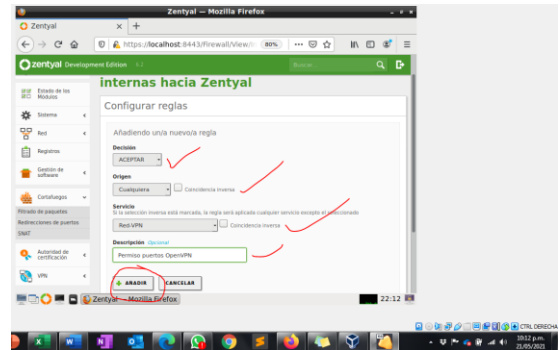 Zentyal — Mozilla Firefox
Zentyal
https://localhost:8443/Firewall/View/I
80%
zentyal Development Edition 6.2
Buscar...
internas hacia Zentyal
Configurar reglas
Estado de los Módulos
Sistema
Red
Registros
Gestión de software
Cortafuegos
Filtrado de paquetes
Redirecciones de puertos
SNAT
Autoridad de certificación
VPN
Añadiendo un/a nuevo/a regla
Decisión
ACEPTAR
Origen
Cualquiera
Coincidencia inversa
Servicio
Si la selección inversa está marcada, la regla será aplicada cualquier servicio excepto el seleccionado
Red-VPN
Coincidencia inversa
Descripción Opcional
Permiso puertos OpenVPN
AÑADIR
CANCELAR
Zentyal — Mozilla Firefox
22:12
CTRL DERECHA
10:12 p.m.
21/05/2021